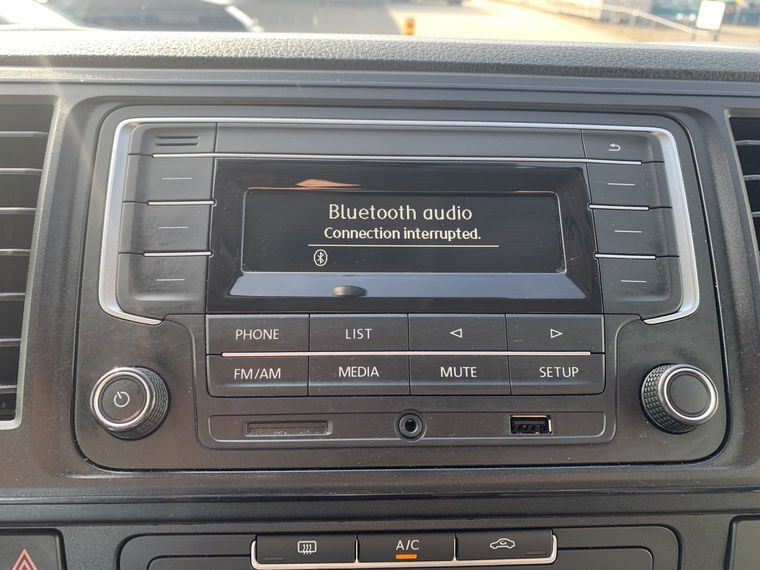 Bluetooth audio
Connection interrupted.
PHONE LIST
FM/AM MEDIA MUTE SETUP
A/C